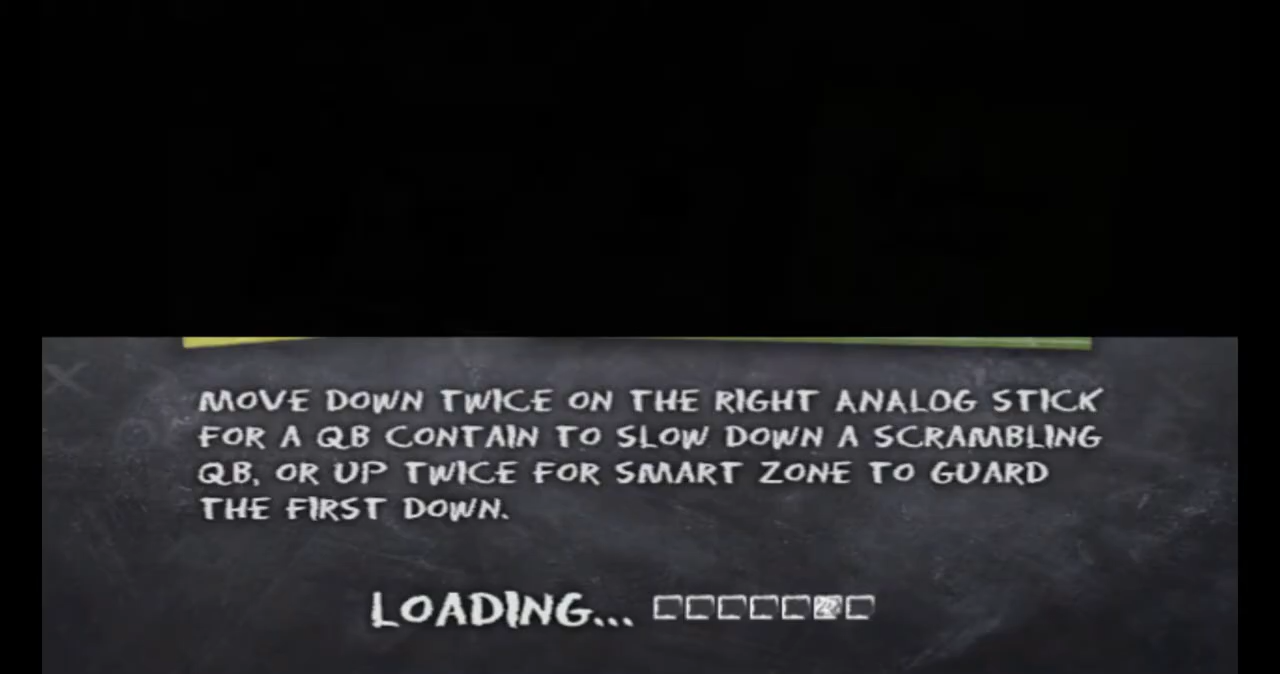 MOVE DOWN TWICE ON THE RIGHT ANALOG STICK
FOR A QB CONTAIN TO SLOW DOWN A SCRAMBLING
QB, OR UP TWICE FOR SMART ZONE TO GUARD
THE FIRST DOWN.
LOADING...